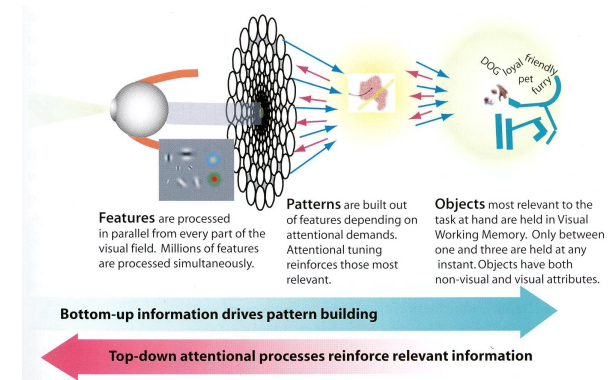 DOG loyal friendly
pet
furry
Features are processed
in parallel from every part of the
visual field. Millions of features
are processed simultaneously.
Patterns are built out
of features depending on
attentional demands.
Attentional tuning
reinforces those most
relevant.
Objects most relevant to the
task at hand are held in Visual
Working Memory. Only between
one and three are held at any
instant. Objects have both
non-visual and visual attributes.
Bottom-up information drives pattern building
Top-down attentional processes reinforce relevant information